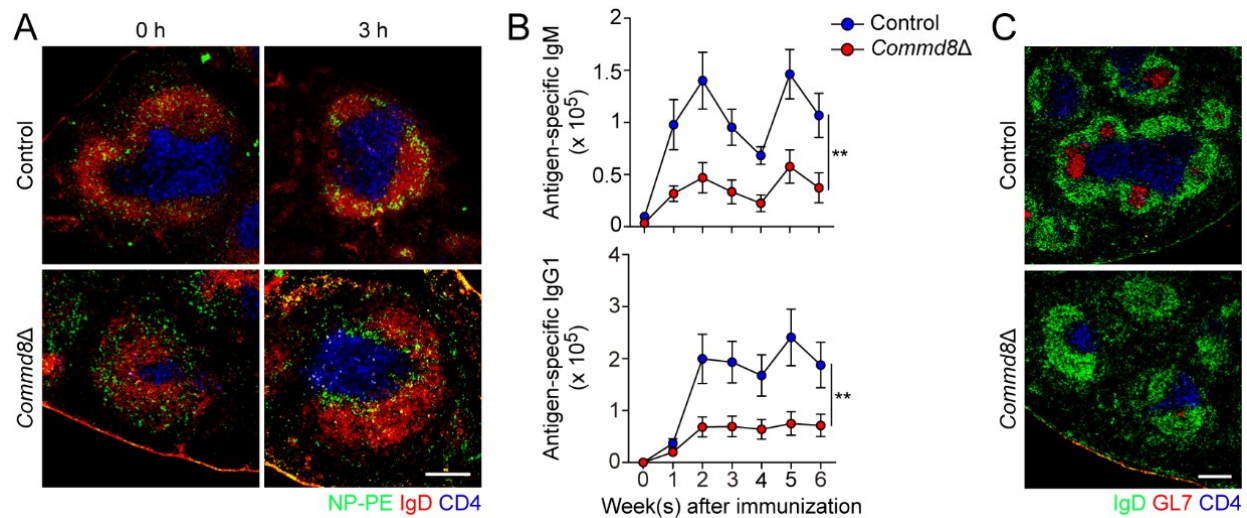 A
0 h
3 h
Control
Commd8Δ
NP-PE IgD CD4
B
Control
Commd8Δ
Antigen-specific IgM
(x 10⁵)
2
1.5
1
0.5
0
**
Antigen-specific IgG1
(x 10⁵)
4
3
2
1
0
**
0 1 2 3 4 5 6
Week(s) after immunization
C
Control
Commd8Δ
IgD GL7 CD4